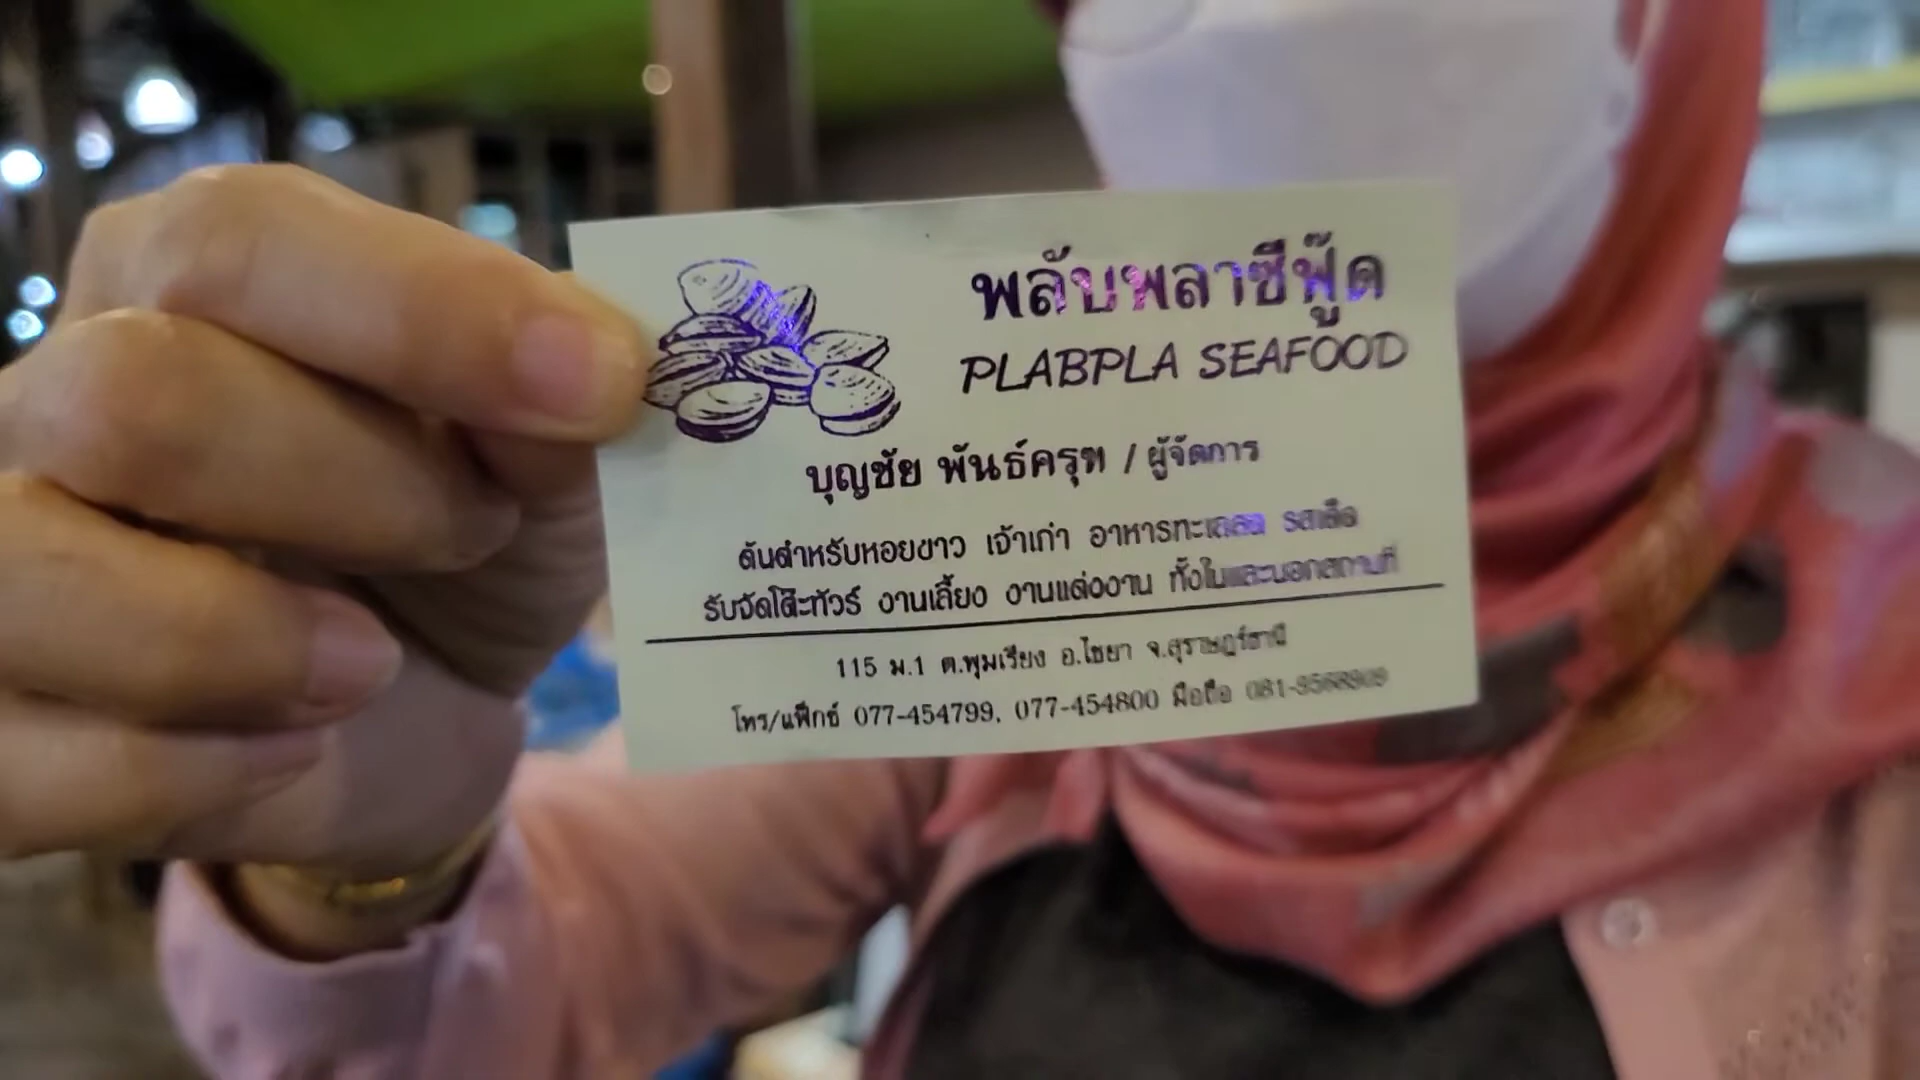 พลับพลาซีฟู๊ด
PLABPLA SEAFOOD
บุญชัย พันธ์ครุฑ / ผู้จัดการ
ต้นตำหรับหอยขาว เจ้าเก่า อาหารทะเลสด รสเด็ด
รับจัดโต๊ะทัวร์ งานเลี้ยง งานแต่งงาน ทั้งในและนอกสถานที่
115 ม.1 ต.พุมเรียง อ.ไชยา จ.สุราษฎร์ธานี
โทร/แฟ็กซ์ 077-454799, 077-454800 มือถือ